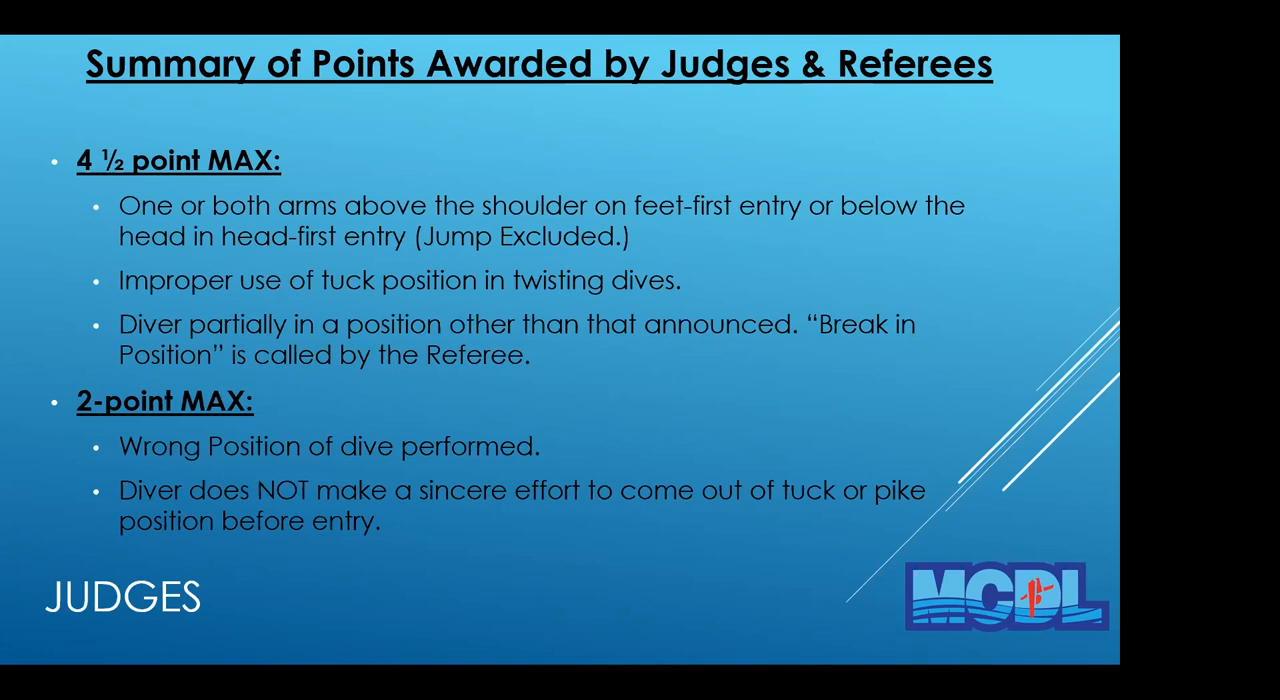 Summary of Points Awarded by Judges & Referees
• 4 ½ point MAX:
• One or both arms above the shoulder on feet-first entry or below the
head in head-first entry (Jump Excluded.)
• Improper use of tuck position in twisting dives.
• Diver partially in a position other than that announced. “Break in
Position” is called by the Referee.
• 2-point MAX:
• Wrong Position of dive performed.
• Diver does NOT make a sincere effort to come out of tuck or pike
position before entry.
JUDGES
MCDL